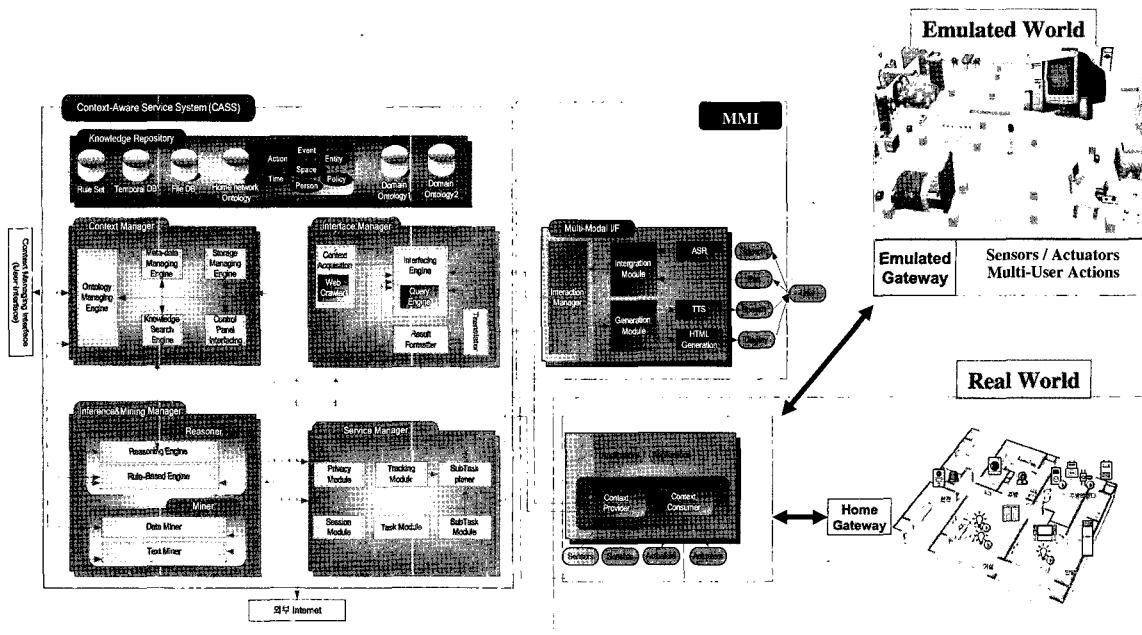 Emulated World
Context-Aware Service System (CASS)
MMI
Knowledge Repository
Event
Action
Entity
Space
Time
Policy
Person
Rule Set
Temporal DB
File DB
Home network
Ontology
Domain
Ontology1
Domain
Ontology2
Context Manager
Interface Manager
Multi-Modal I/F
Context Managing Interface
(User Interface)
Ontology
Managing
Engine
Meta-data
Managing
Engine
Storage
Managing
Engine
Knowledge
Search
Engine
Control
Panel
Interfacing
Context
Acquisition
Web
Crawler
Interfacing
Engine
Query
Engine
Result
Formatter
Translator
Interaction
Manager
Intergration
Module
Generation
Module
ASR
TTS
HTML
Generation
Emulated
Gateway
Sensors / Actuators
Multi-User Actions
Real World
Inference&Mining Manager
Reasoner
Reasoning Engine
Rule-Based Engine
Miner
Data Miner
Text Miner
Service Manager
Privacy
Module
Tracking
Module
SubTask
planer
Session
Module
Task Module
SubTask
Module
Context
Provider
Context
Consumer
Sensors
Services
Actuators
Home
Gateway
외부 Internet